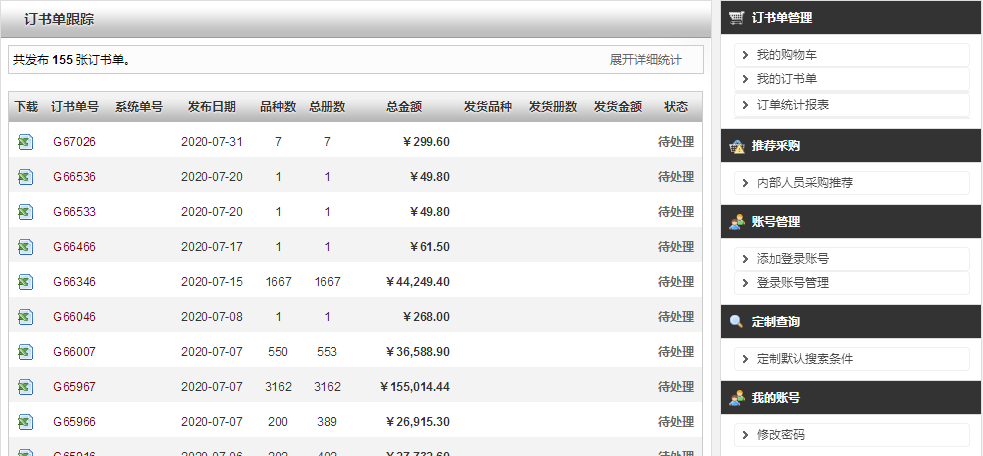 订书单跟踪
共发布 155 张订书单。 展开详细统计
下载 订书单号 系统单号 发布日期 品种数 总册数 总金额 发货品种 发货册数 发货金额 状态
G67026 2020-07-31 7 7 ￥299.60 待处理
G66536 2020-07-20 1 1 ￥49.80 待处理
G66533 2020-07-20 1 1 ￥49.80 待处理
G66466 2020-07-17 1 1 ￥61.50 待处理
G66346 2020-07-15 1667 1667 ￥44,249.40 待处理
G66046 2020-07-08 1 1 ￥268.00 待处理
G66007 2020-07-07 550 553 ￥36,588.90 待处理
G65967 2020-07-07 3162 3162 ￥155,014.44 待处理
G65966 2020-07-07 200 389 ￥26,915.30 待处理
订书单管理
我的购物车
我的订书单
订单统计报表
推荐采购
内部人员采购推荐
账号管理
添加登录账号
登录账号管理
定制查询
定制默认搜索条件
我的账号
修改密码